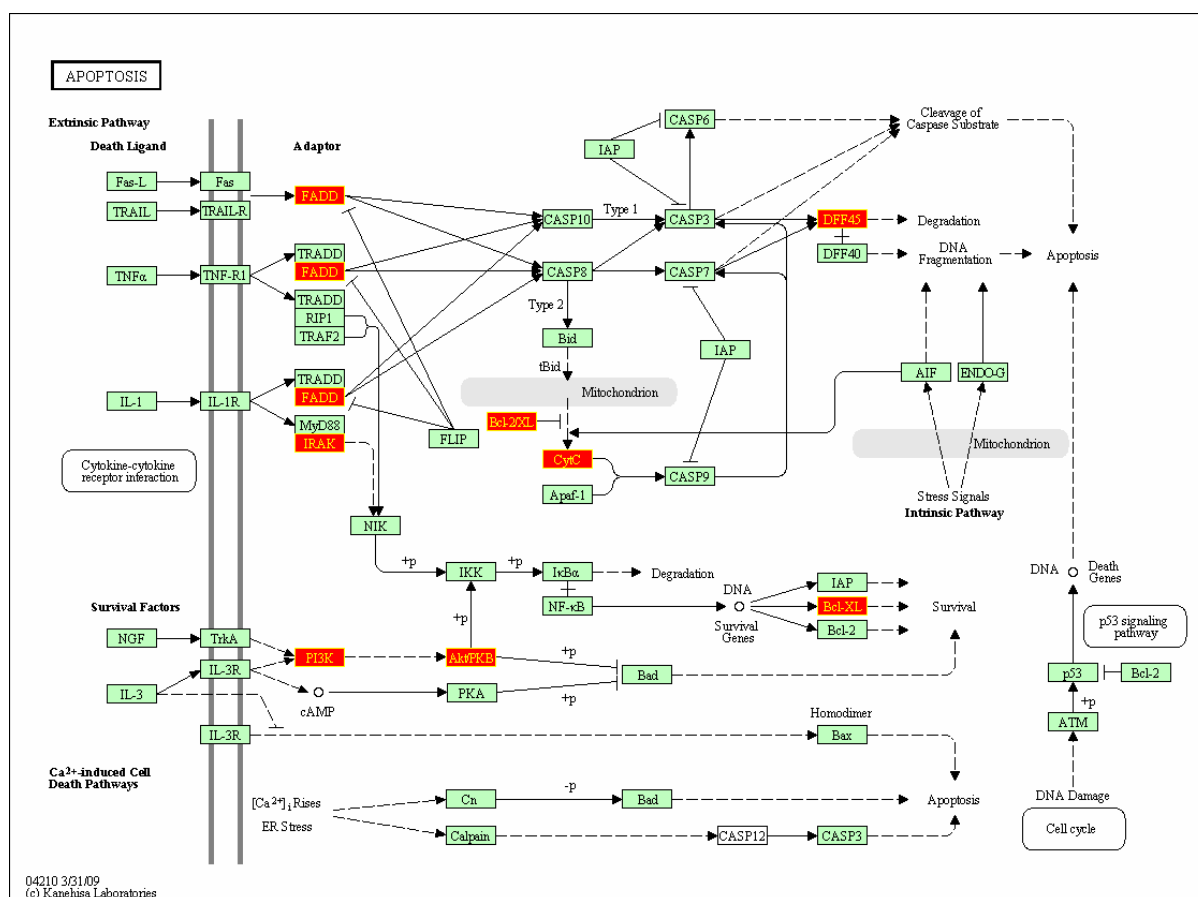 APOPTOSIS
Extrinsic Pathway
Death Ligand
Adaptor
Fas-L
Fas
FADD
TRAIL
TRAIL-R
TNFα
TNF-R1
TRADD
FADD
TRADD
RIP1
TRAF2
IL-1
IL-1R
TRADD
FADD
MyD88
IRAK
FLIP
Cytokine-cytokine
receptor interaction
CASP6
IAP
CASP10
Type 1
CASP3
CASP8
CASP7
Type 2
Bid
tBid
Mitochondrion
Bcl-2/XL
CytC
Apaf-1
CASP9
IAP
Cleavage of
Caspase Substrate
DFF45
Degradation
DFF40
DNA
Fragmentation
Apoptosis
AIF
ENDO-G
Mitochondrion
Stress Signals
Intrinsic Pathway
NIK
+p
IKK
+p
IκBα
Degradation
NF-κB
DNA
Survival
Genes
IAP
Bcl-XL
Bcl-2
Survival
+p
Survival Factors
NGF
TrkA
PI3K
Akt/PKB
+p
IL-3
IL-3R
cAMP
PKA
+p
Bad
IL-3R
Homodimer
Bax
DNA
Death
Genes
p53 signaling
pathway
p53
Bcl-2
+p
ATM
DNA Damage
Cell cycle
Ca2+-induced Cell
Death Pathways
[Ca2+]i Rises
ER Stress
Cn
-p
Bad
Apoptosis
Calpain
CASP12
CASP3
04210 3/31/09
(c) Kanehisa Laboratories